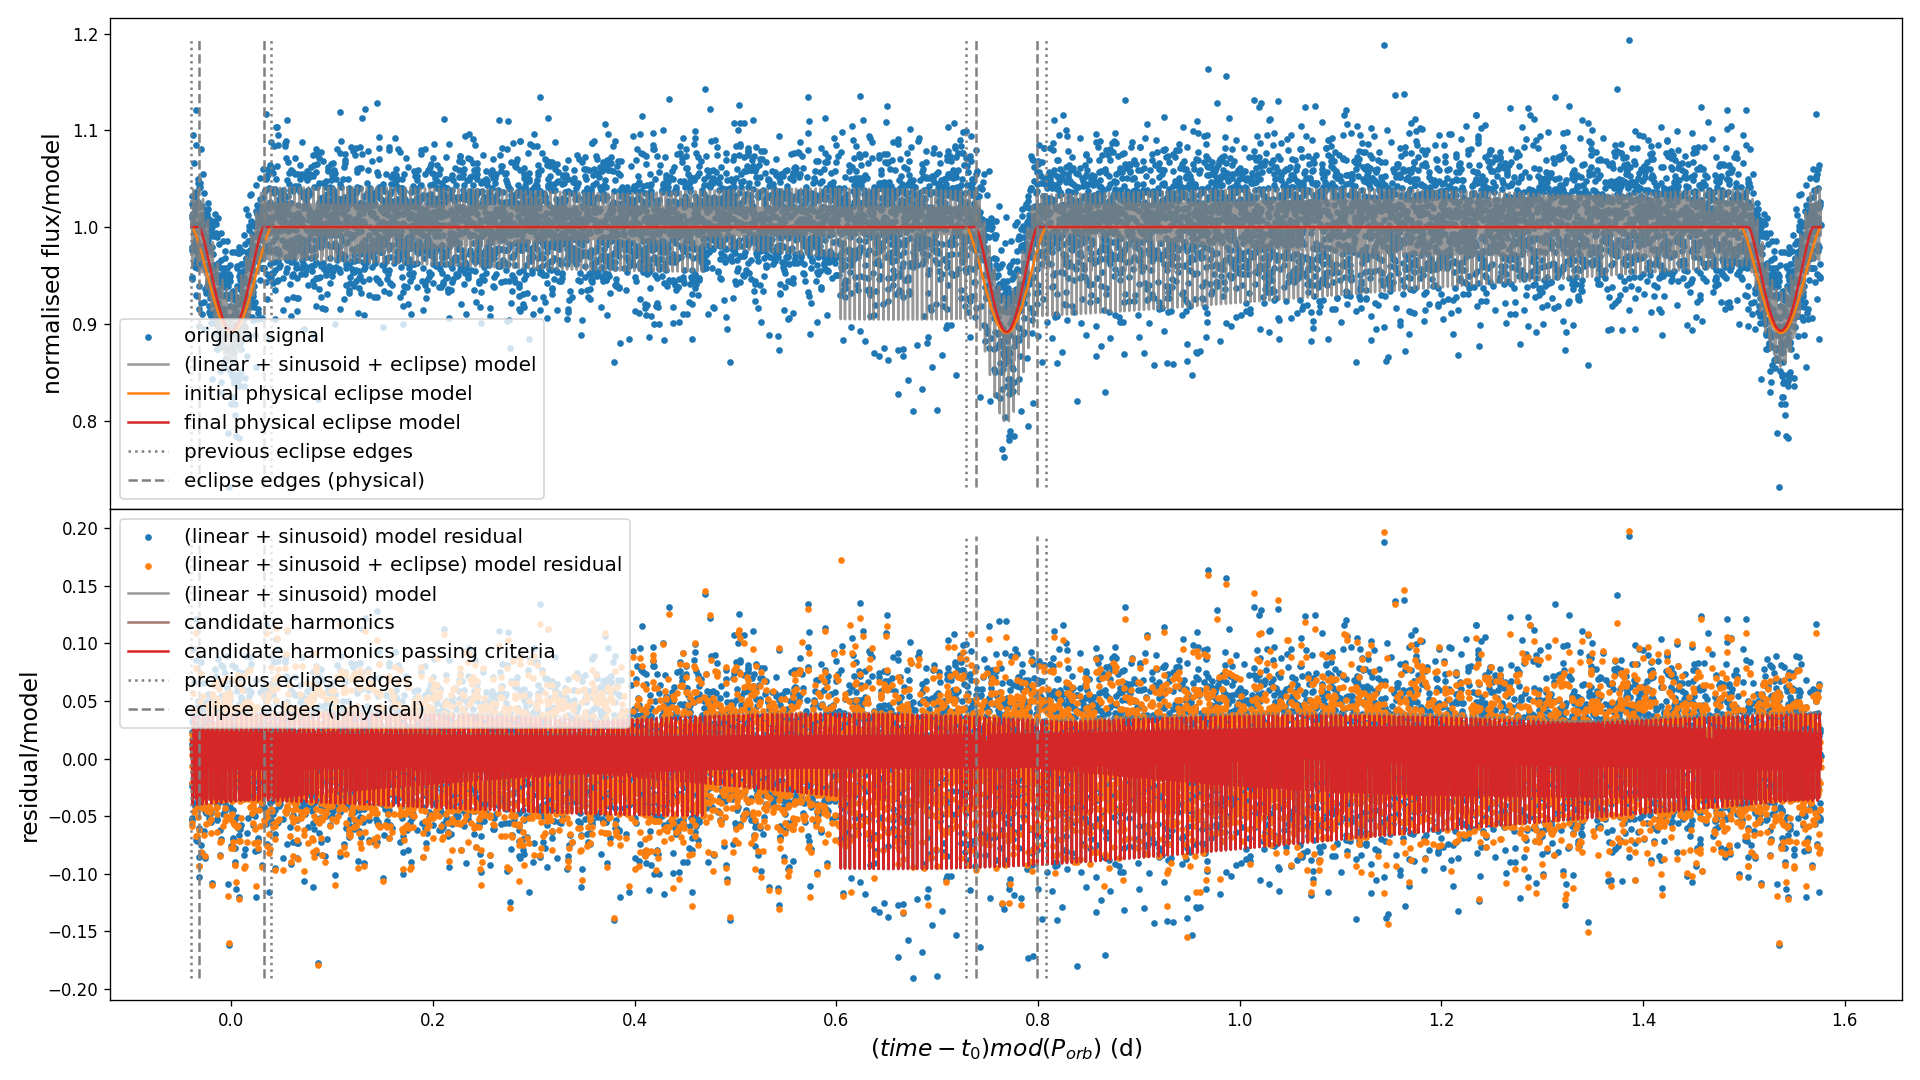 1.2
1.1
1.0
0.9
0.8
normalised flux/model
original signal
(linear + sinusoid + eclipse) model
initial physical eclipse model
final physical eclipse model
previous eclipse edges
eclipse edges (physical)
0.20
0.15
0.10
0.05
0.00
−0.05
−0.10
−0.15
−0.20
residual/model
(linear + sinusoid) model residual
(linear + sinusoid + eclipse) model residual
(linear + sinusoid) model
candidate harmonics
candidate harmonics passing criteria
previous eclipse edges
eclipse edges (physical)
0.0 0.2 0.4 0.6 0.8 1.0 1.2 1.4 1.6
(time − t₀)mod(P_orb) (d)